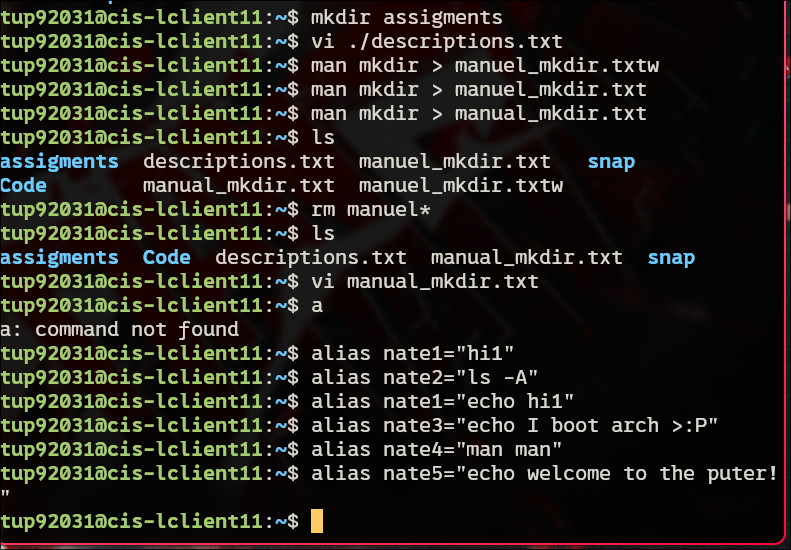 tup92031@cis-lclient11:~$ mkdir assigments
tup92031@cis-lclient11:~$ vi ./descriptions.txt
tup92031@cis-lclient11:~$ man mkdir > manuel_mkdir.txtw
tup92031@cis-lclient11:~$ man mkdir > manuel_mkdir.txt
tup92031@cis-lclient11:~$ man mkdir > manual_mkdir.txt
tup92031@cis-lclient11:~$ ls
assigments  descriptions.txt  manuel_mkdir.txt   snap
Code        manual_mkdir.txt  manuel_mkdir.txtw
tup92031@cis-lclient11:~$ rm manuel*
tup92031@cis-lclient11:~$ ls
assigments  Code  descriptions.txt  manual_mkdir.txt  snap
tup92031@cis-lclient11:~$ vi manual_mkdir.txt
tup92031@cis-lclient11:~$ a
a: command not found
tup92031@cis-lclient11:~$ alias nate1="hi1"
tup92031@cis-lclient11:~$ alias nate2="ls -A"
tup92031@cis-lclient11:~$ alias nate1="echo hi1"
tup92031@cis-lclient11:~$ alias nate3="echo I boot arch >:P"
tup92031@cis-lclient11:~$ alias nate4="man man"
tup92031@cis-lclient11:~$ alias nate5="echo welcome to the puter!
"
tup92031@cis-lclient11:~$